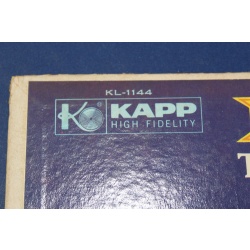 KL-1144
K KAPP
HIGH FIDELITY
T